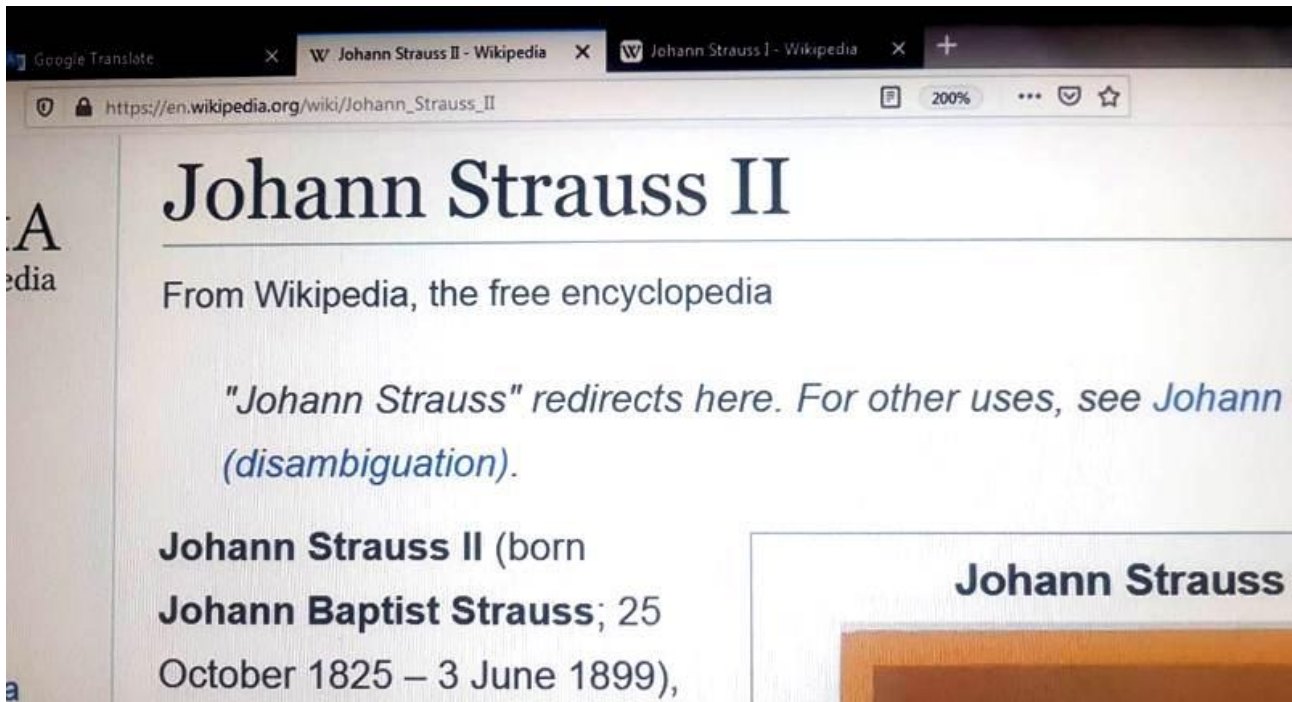 Google Translate
W Johann Strauss II - Wikipedia
W Johann Strauss I - Wikipedia
https://en.wikipedia.org/wiki/Johann_Strauss_II
200%
Johann Strauss II
A
edia
From Wikipedia, the free encyclopedia
"Johann Strauss" redirects here. For other uses, see Johann
(disambiguation).
Johann Strauss II (born
Johann Baptist Strauss; 25
October 1825 – 3 June 1899),
Johann Strauss
a